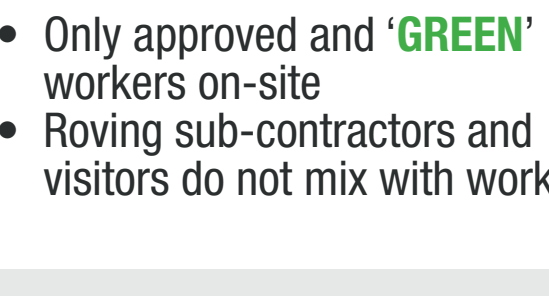 • Only approved and ‘GREEN’
workers on-site
• Roving sub-contractors and
visitors do not mix with work